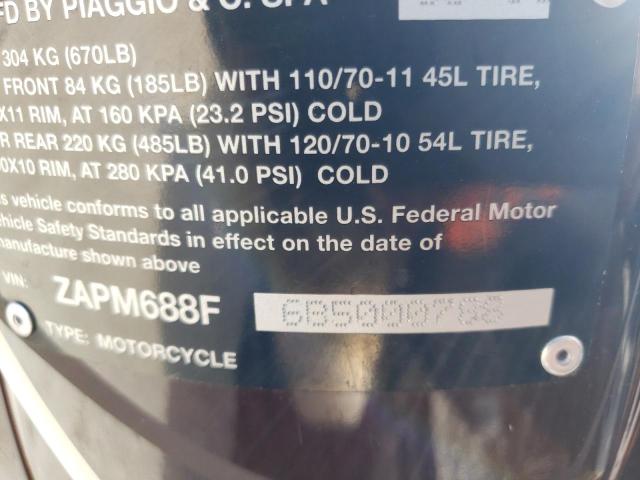 FD BY PIAGGIO & C. SPA
304 KG (670LB)
FRONT 84 KG (185LB) WITH 110/70-11 45L TIRE,
X11 RIM, AT 160 KPA (23.2 PSI) COLD
R REAR 220 KG (485LB) WITH 120/70-10 54L TIRE,
0X10 RIM, AT 280 KPA (41.0 PSI) COLD
s vehicle conforms to all applicable U.S. Federal Motor
hicle Safety Standards in effect on the date of
manufacture shown above
VIN: ZAPM688F
TYPE: MOTORCYCLE